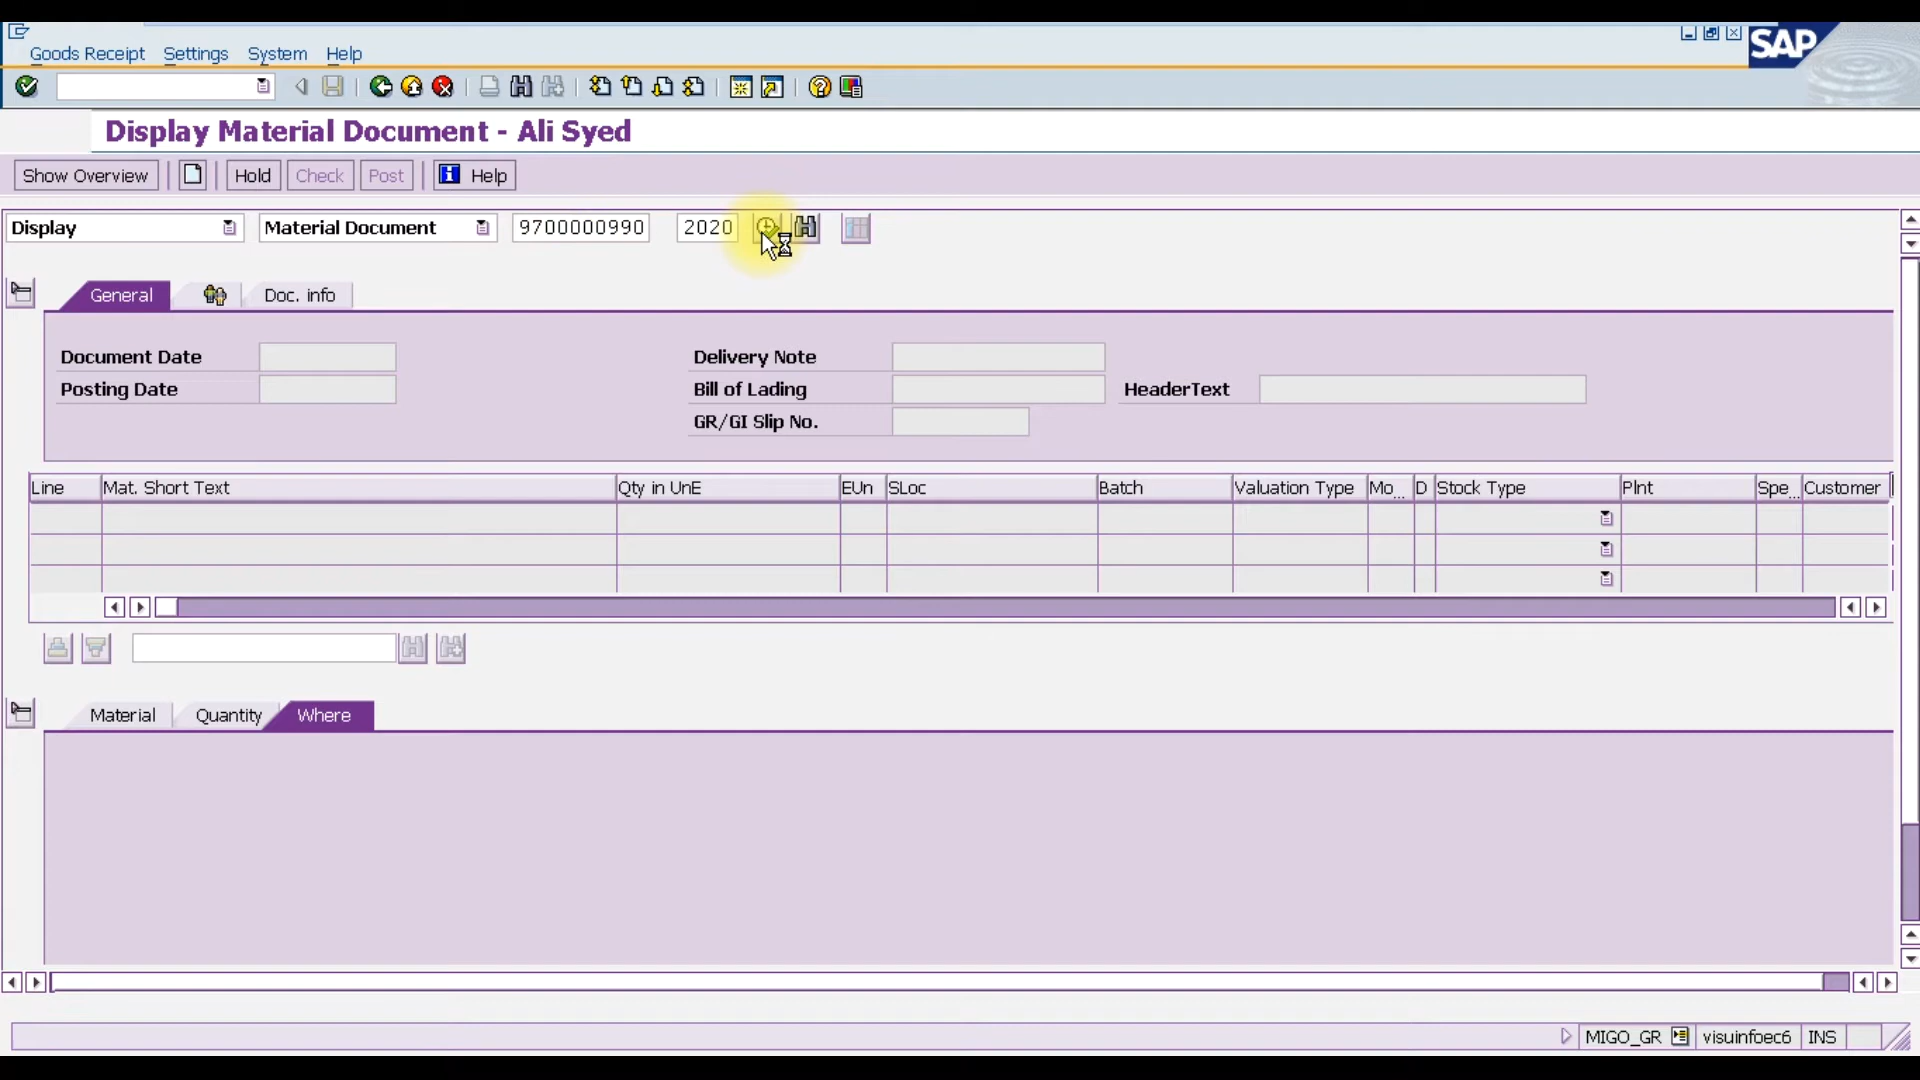 SAP
Goods Receipt Settings System Help
Display Material Document - Ali Syed
Show Overview Hold Check Post Help
Display Material Document 9700000990 2020
General Doc. info
Document Date Delivery Note
Posting Date Bill of Lading HeaderText
GR/GI Slip No.
Line Mat. Short Text Qty in UnE EUn SLoc Batch Valuation Type Mo... D Stock Type Plnt Spe... Customer
Material Quantity Where
MIGO_GR visuinfoec6 INS